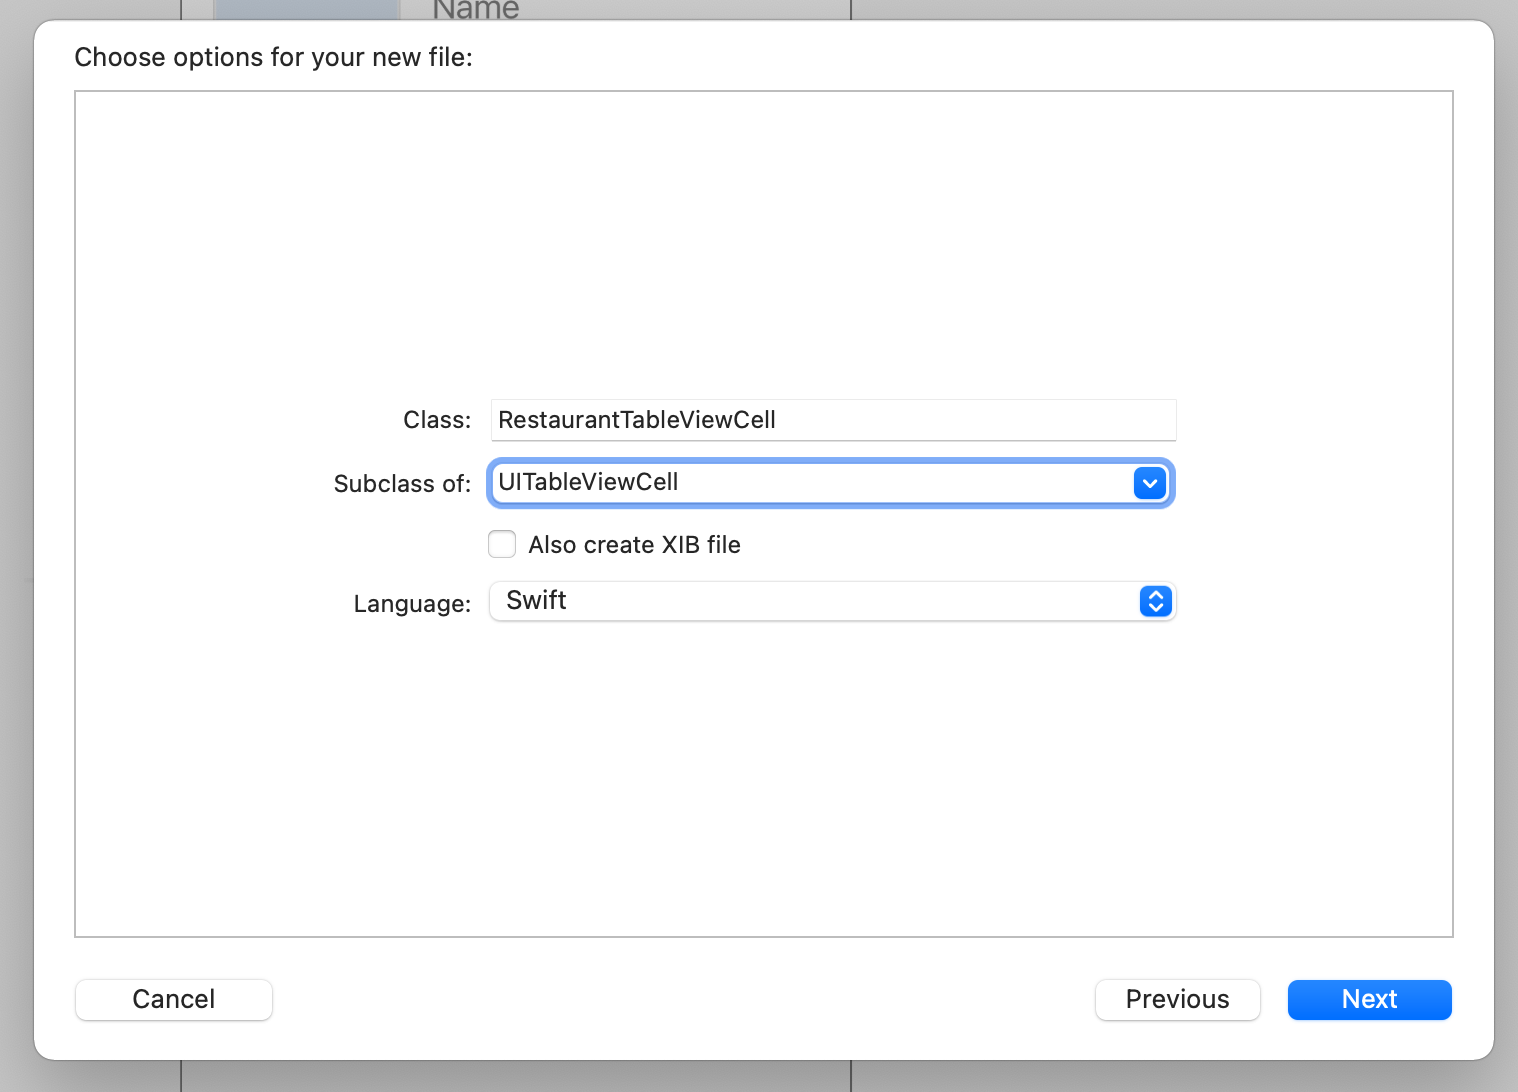 Name
Choose options for your new file:
Class: RestaurantTableViewCell
Subclass of: UITableViewCell
Also create XIB file
Language: Swift
Cancel Previous Next